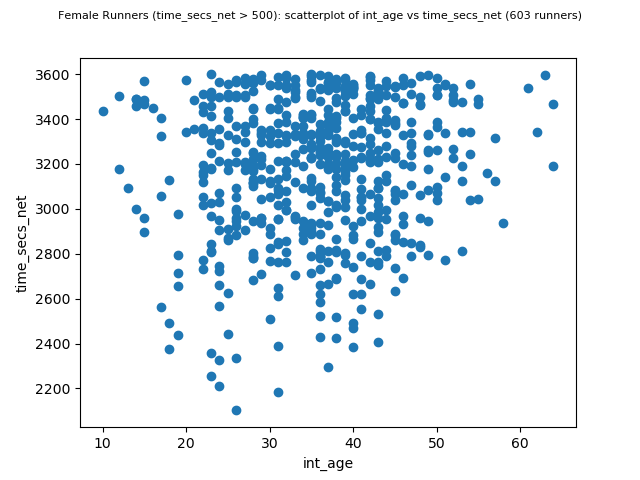 Female Runners (time_secs_net > 500): scatterplot of int_age vs time_secs_net (603 runners)
3600
3400
3200
3000
2800
2600
2400
2200
time_secs_net
10 20 30 40 50 60
int_age